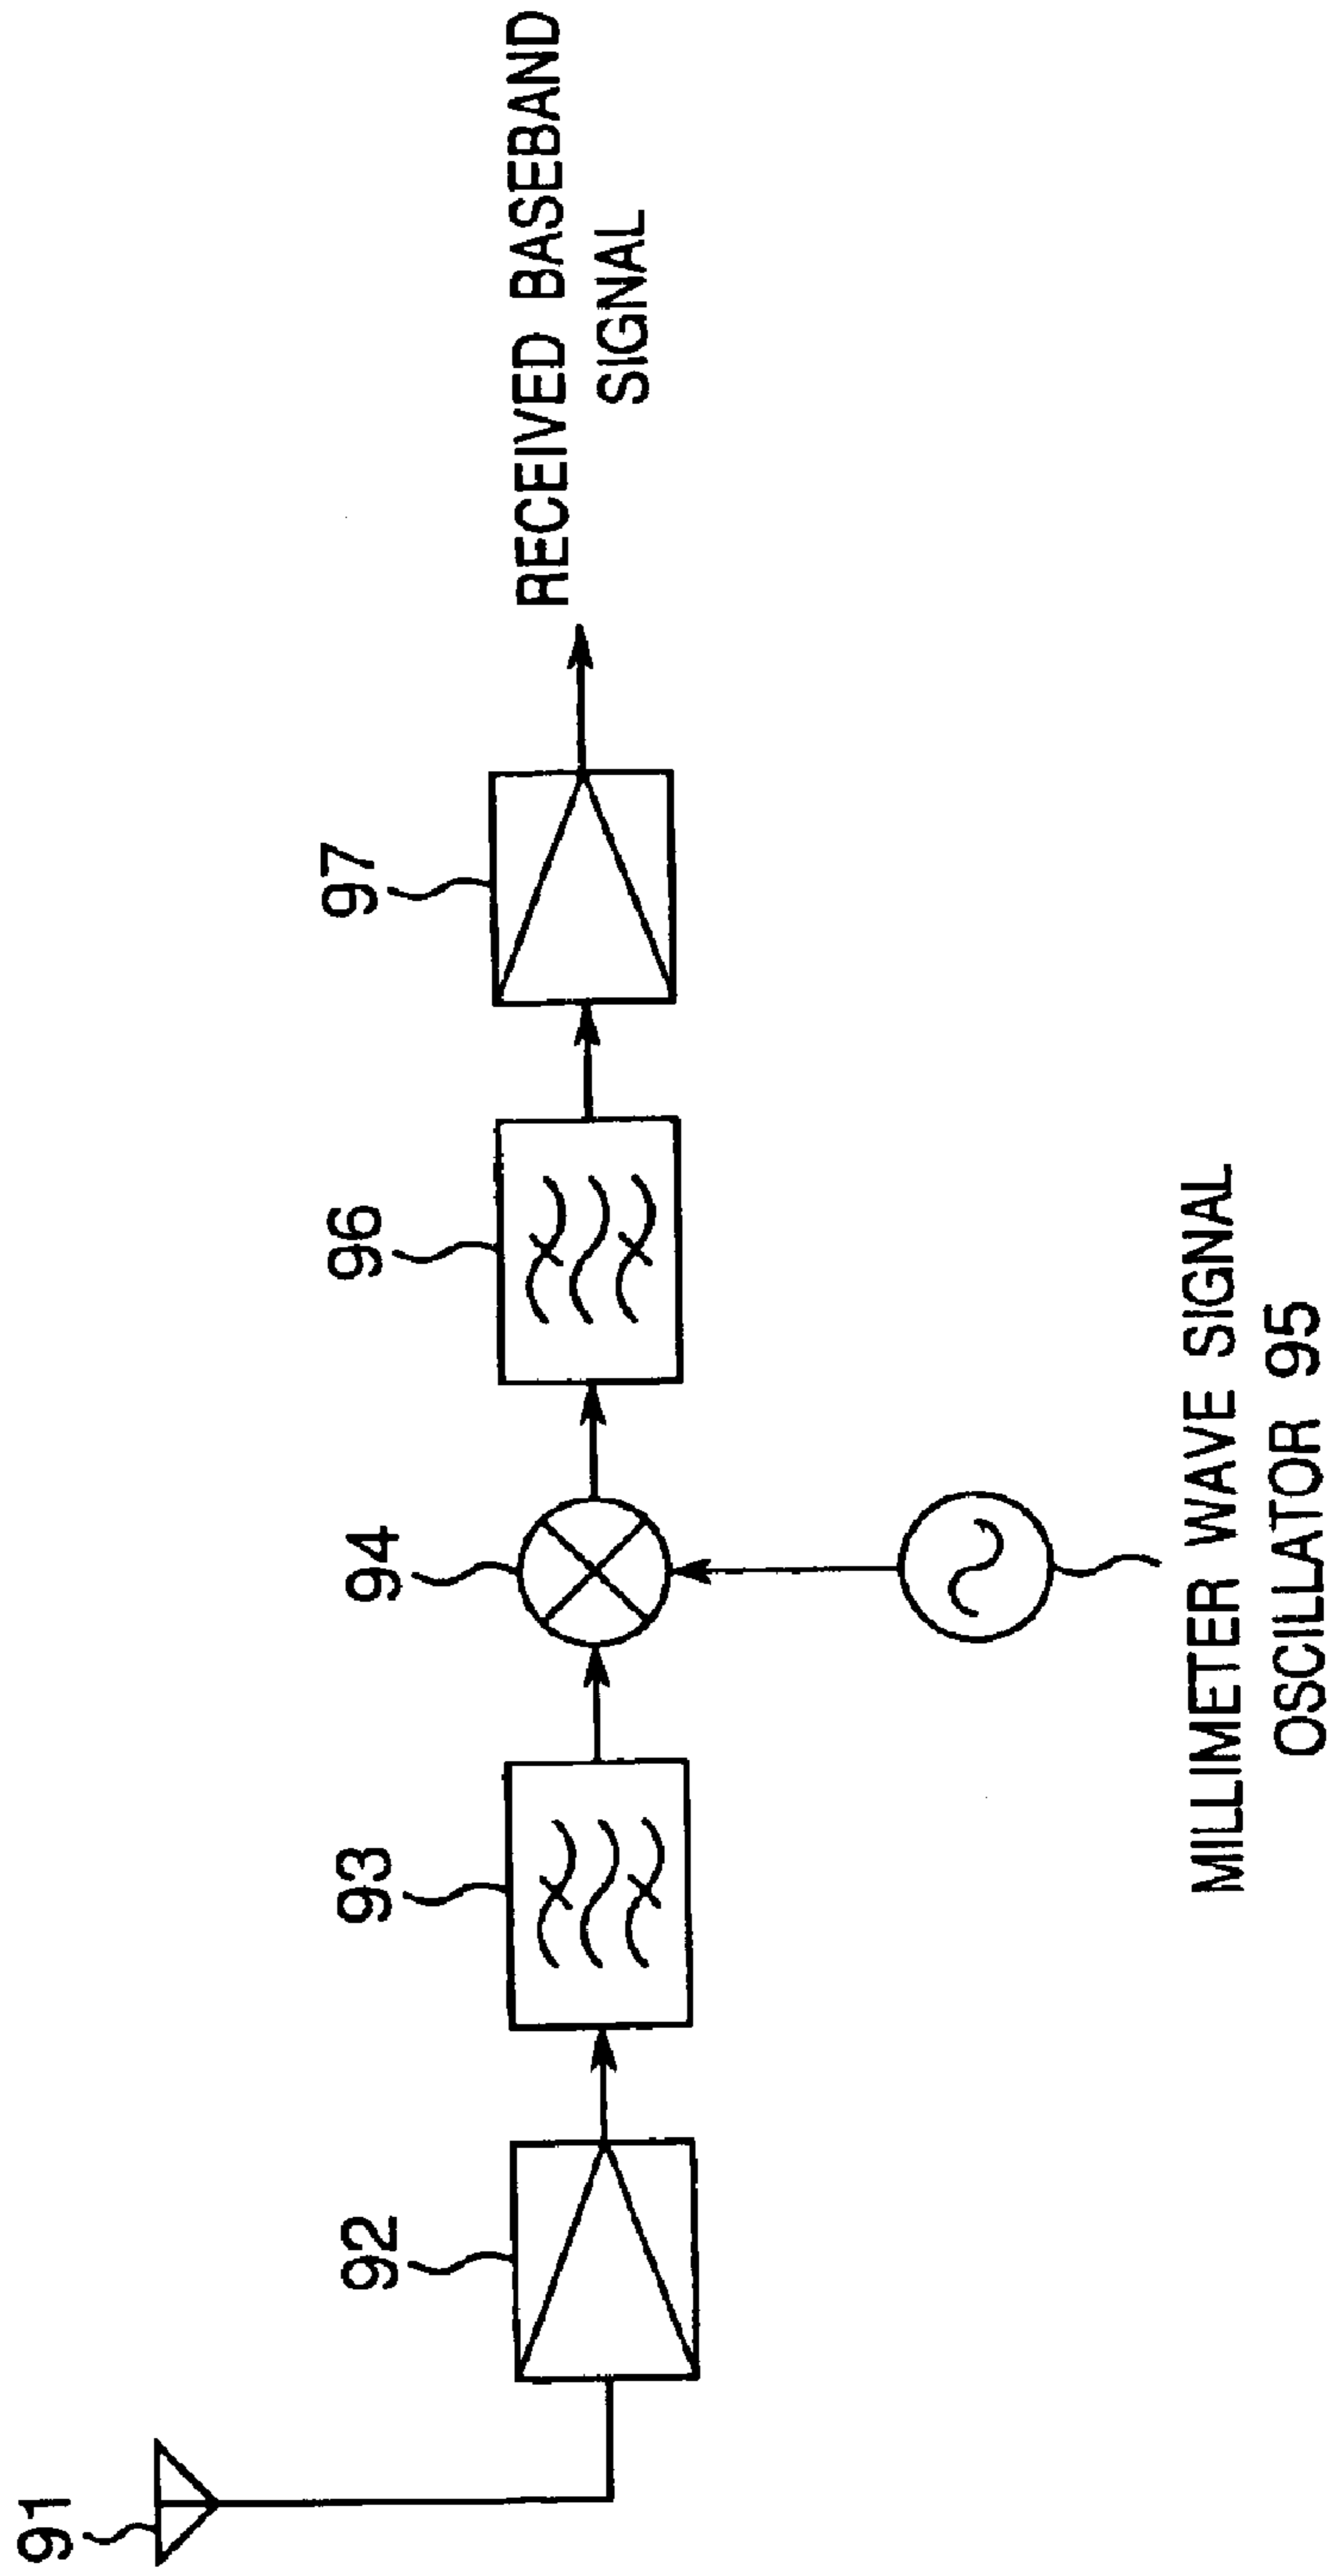 91
92
93
94
96
97
RECEIVED BASEBAND
SIGNAL
MILLIMETER WAVE SIGNAL
OSCILLATOR 95